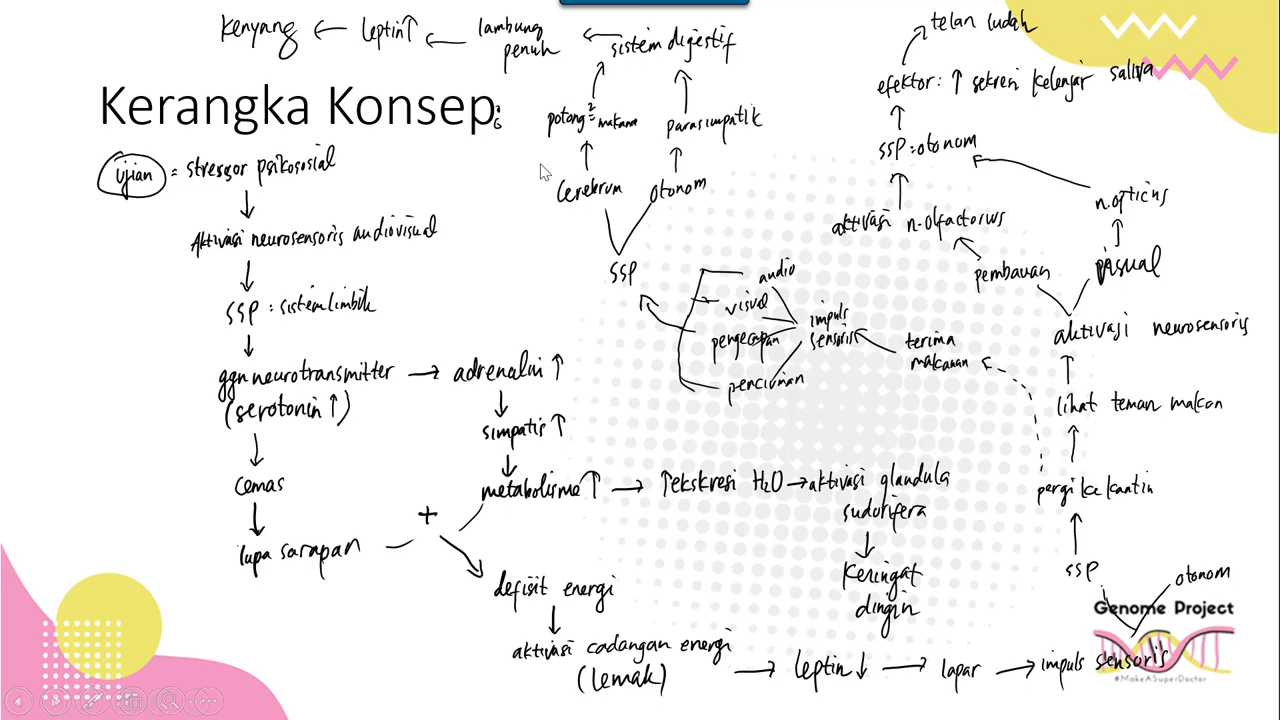 Kenyang ← leptin↑ ← lambung penuh ← sistem digestif
Kerangka Konsep
potong²= makana
parasimpatik
cerebrum
otonom
SSP
telan ludah
efektor: ↑ sekresi kelenjar saliva
SSP: otonom
aktivasi n.olfactorius
n.opticus
pembauan
visual
aktivasi neurosensoris
lihat teman makan
pergi ke kantin
SSP
otonom
ujian = stressor psikososial
Aktivasi neurosensoris audiovisual
SSP : sistem limbik
ggn neurotransmitter → adrenalin ↑
(serotonin ↑)
simpatis ↑
cemas
metabolisme ↑ → ↑ekskresi H2O → aktivasi glandula
sudorifera
lupa sarapan
+
keringat
dingin
audio
visual
pengecapan
penciuman
impuls
sensoris
terima
makanan
defisit energi
aktivasi cadangan energi
(lemak)
→ leptin ↓ → lapar → impuls sensoris
Genome Project
#MakeASuperDoctor